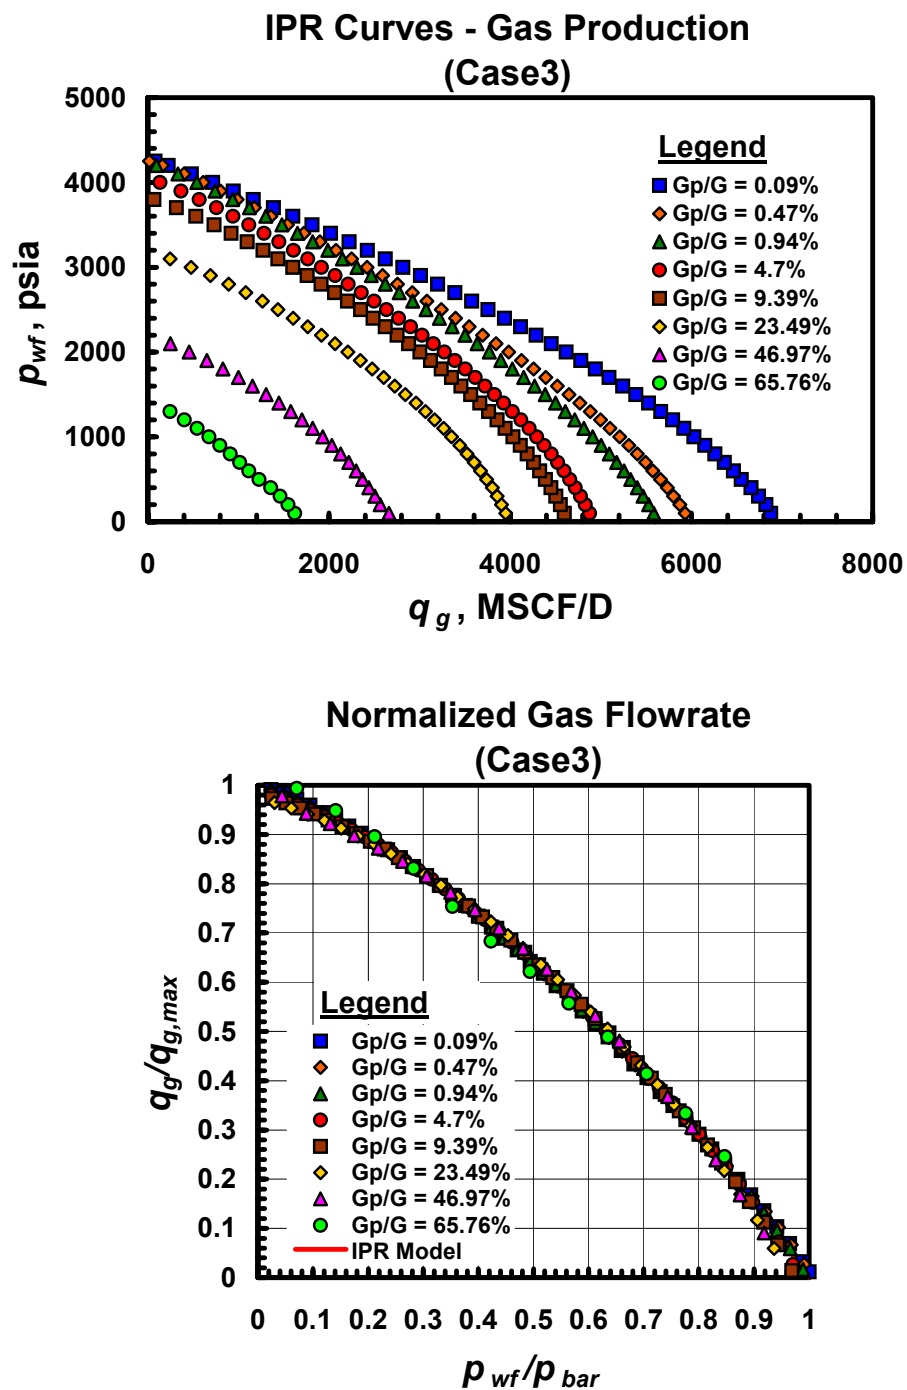 IPR Curves - Gas Production
(Case3)
5000
4000
3000
2000
1000
0
p wf , psia
0 2000 4000 6000 8000
q g , MSCF/D
Legend
Gp/G = 0.09%
Gp/G = 0.47%
Gp/G = 0.94%
Gp/G = 4.7%
Gp/G = 9.39%
Gp/G = 23.49%
Gp/G = 46.97%
Gp/G = 65.76%
Normalized Gas Flowrate
(Case3)
1
0.9
0.8
0.7
0.6
0.5
0.4
0.3
0.2
0.1
0
q g /q g,max
Legend
Gp/G = 0.09%
Gp/G = 0.47%
Gp/G = 0.94%
Gp/G = 4.7%
Gp/G = 9.39%
Gp/G = 23.49%
Gp/G = 46.97%
Gp/G = 65.76%
IPR Model
0 0.1 0.2 0.3 0.4 0.5 0.6 0.7 0.8 0.9 1
p wf /p bar